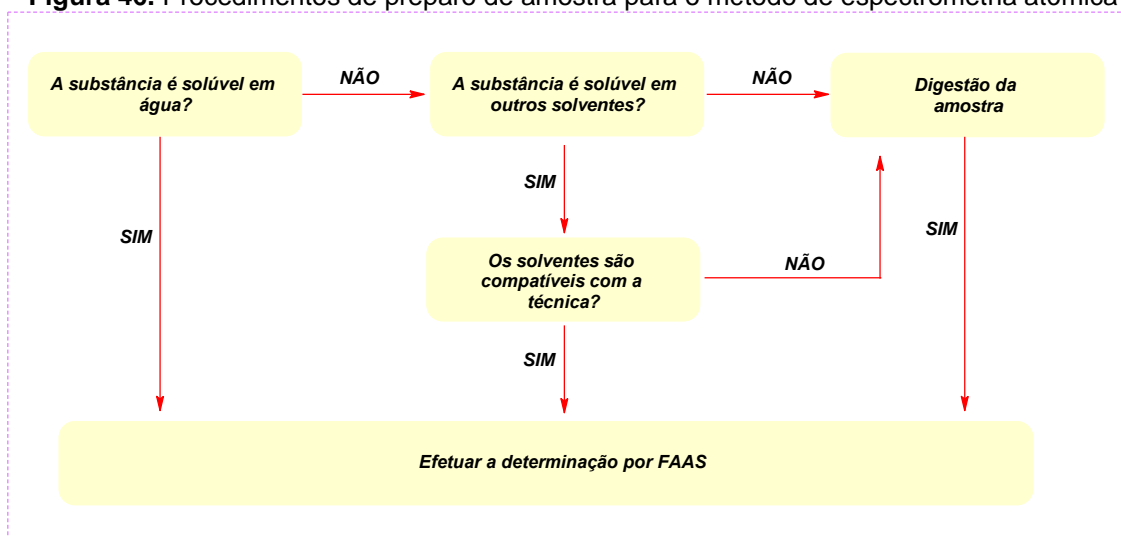 Figura 40. Procedimentos de preparo de amostra para o método de espectrometria atômica
A substância é solúvel em
água?
NÃO
A substância é solúvel em
outros solventes?
NÃO
Digestão da
amostra
SIM
SIM
SIM
Os solventes são
compatíveis com a
técnica?
NÃO
SIM
Efetuar a determinação por FAAS